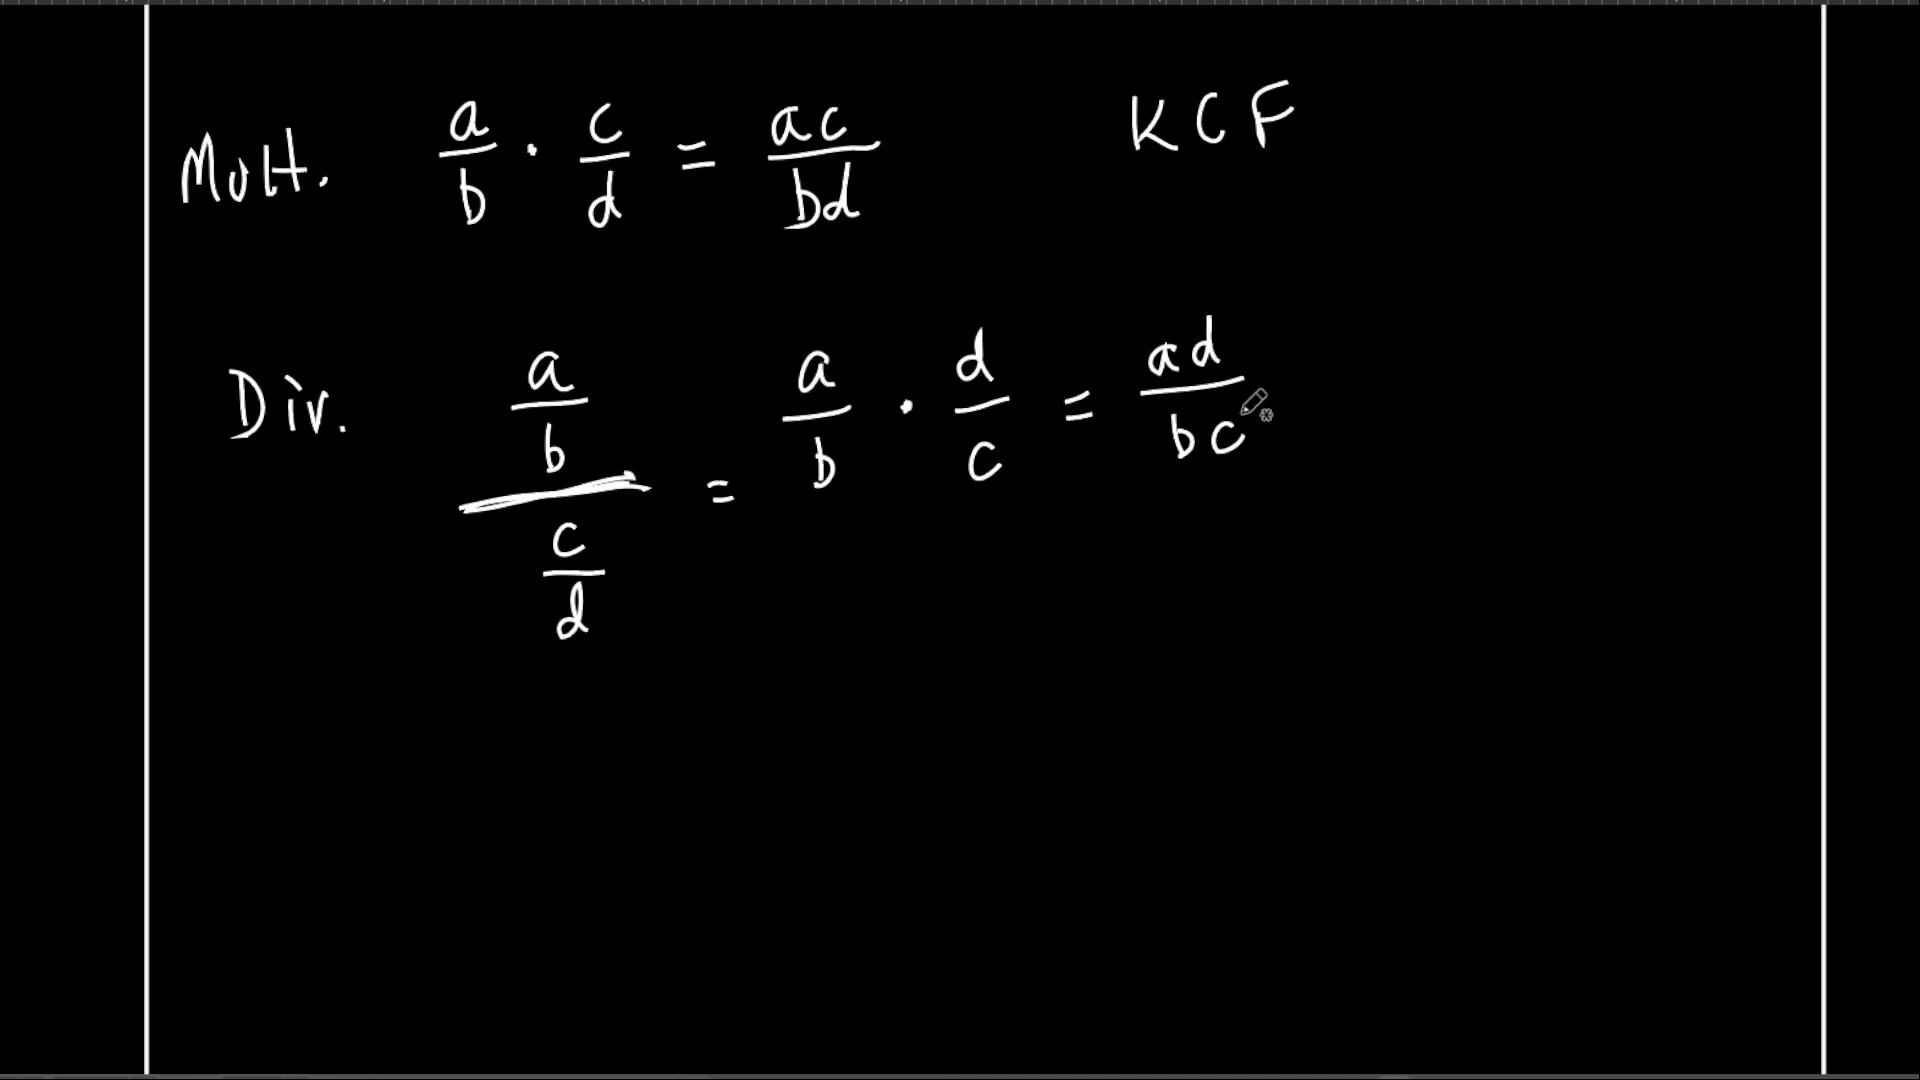 Mult. a/b · c/d = ac/bd KCF
Div. (a/b)/(c/d) = a/b · d/c = ad/bc